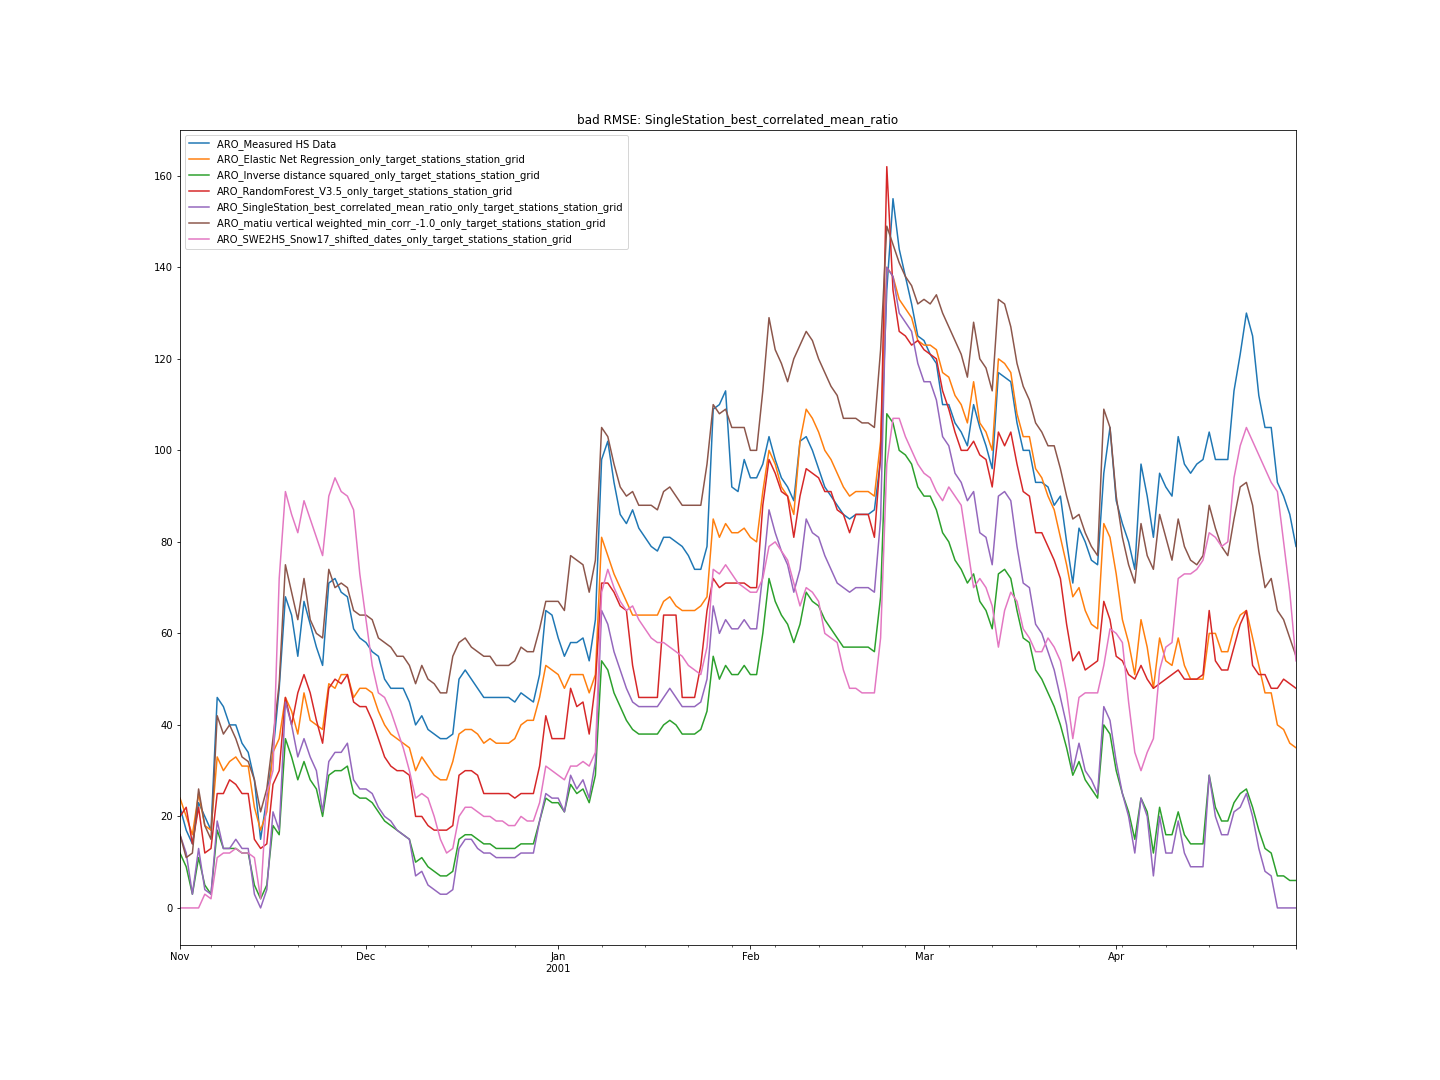 bad RMSE: SingleStation_best_correlated_mean_ratio
ARO_Measured HS Data
ARO_Elastic Net Regression_only_target_stations_station_grid
ARO_Inverse distance squared_only_target_stations_station_grid
ARO_RandomForest_V3.5_only_target_stations_station_grid
ARO_SingleStation_best_correlated_mean_ratio_only_target_stations_station_grid
ARO_matiu vertical weighted_min_corr_-1.0_only_target_stations_station_grid
ARO_SWE2HS_Snow17_shifted_dates_only_target_stations_station_grid
160
140
120
100
80
60
40
20
0
Nov Dec Jan Feb Mar Apr
2001